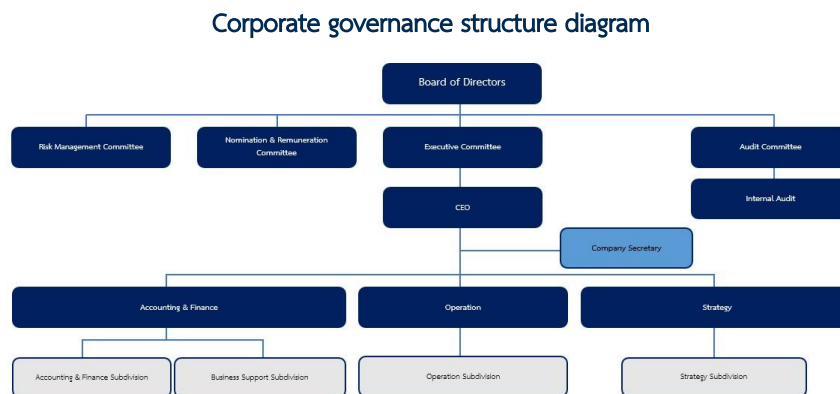 Corporate governance structure diagram
Board of Directors
Risk Management Committee
Nomination & Remuneration
Committee
Executive Committee
Audit Committee
CEO
Internal Audit
Company Secretary
Accounting & Finance
Operation
Strategy
Accounting & Finance Subdivision
Business Support Subdivision
Operation Subdivision
Strategy Subdivision